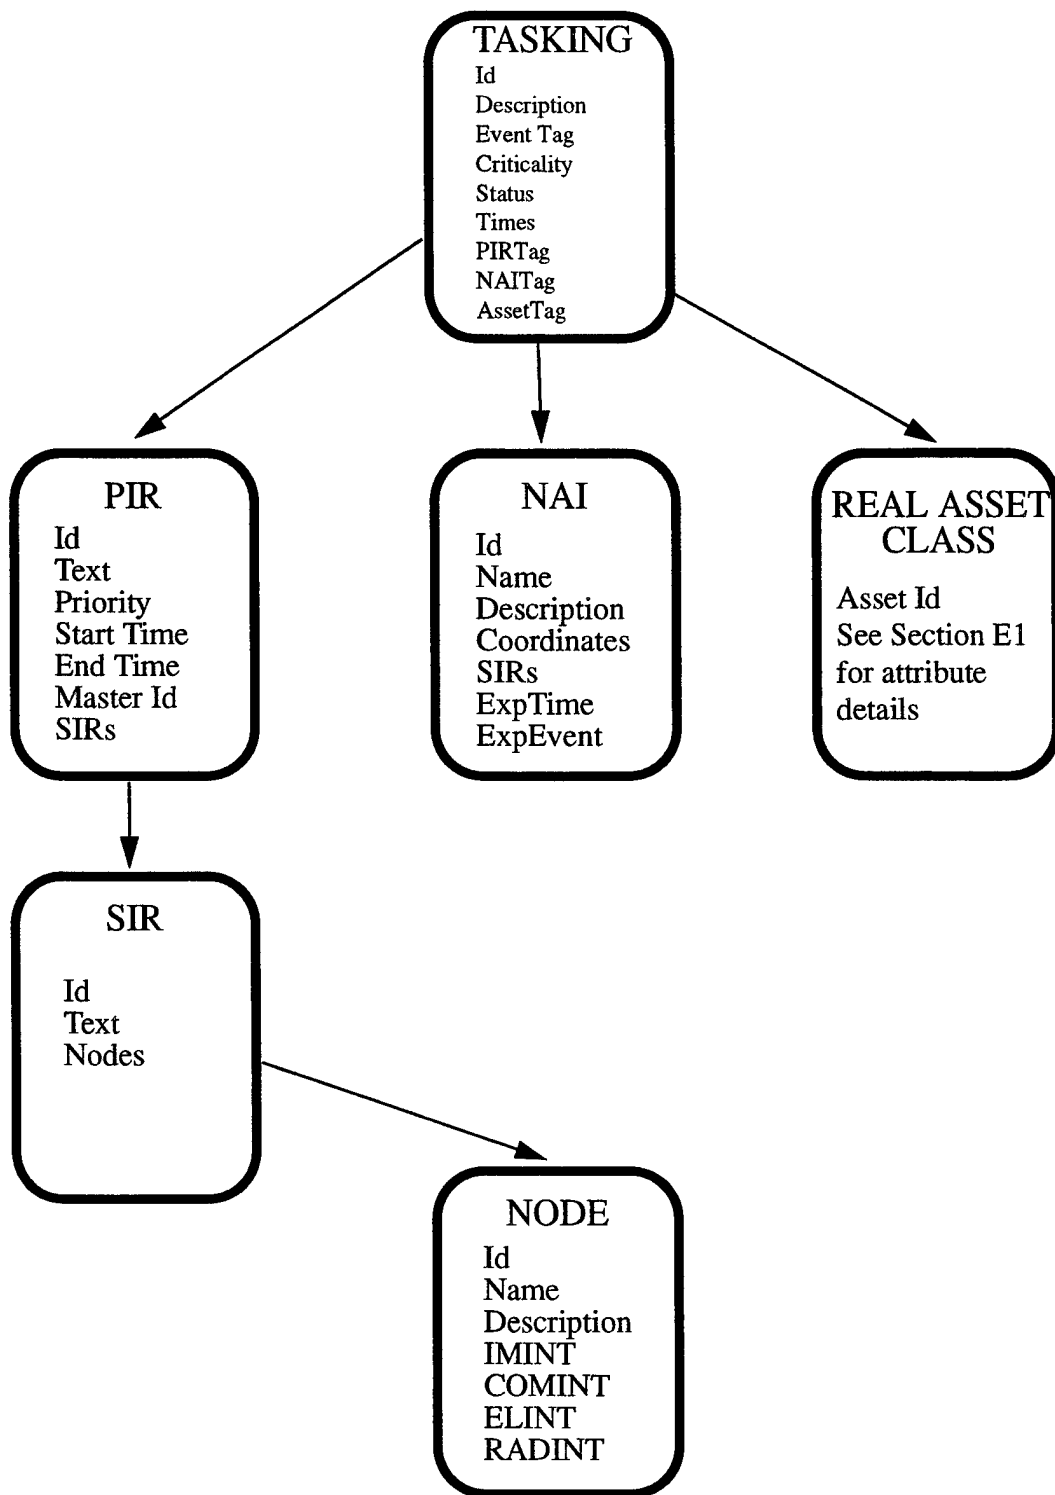 TASKING
Id
Description
Event Tag
Criticality
Status
Times
PIRTag
NAITag
AssetTag
PIR
Id
Text
Priority
Start Time
End Time
Master Id
SIRs
NAI
Id
Name
Description
Coordinates
SIRs
ExpTime
ExpEvent
REAL ASSET
CLASS
Asset Id
See Section E1
for attribute
details
SIR
Id
Text
Nodes
NODE
Id
Name
Description
IMINT
COMINT
ELINT
RADINT